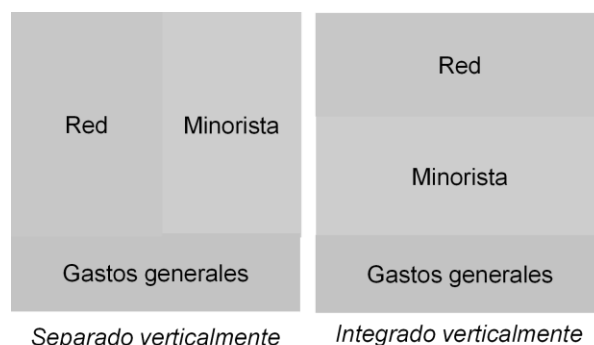 Red
Minorista
Gastos generales
Separado verticalmente
Red
Minorista
Gastos generales
Integrado verticalmente